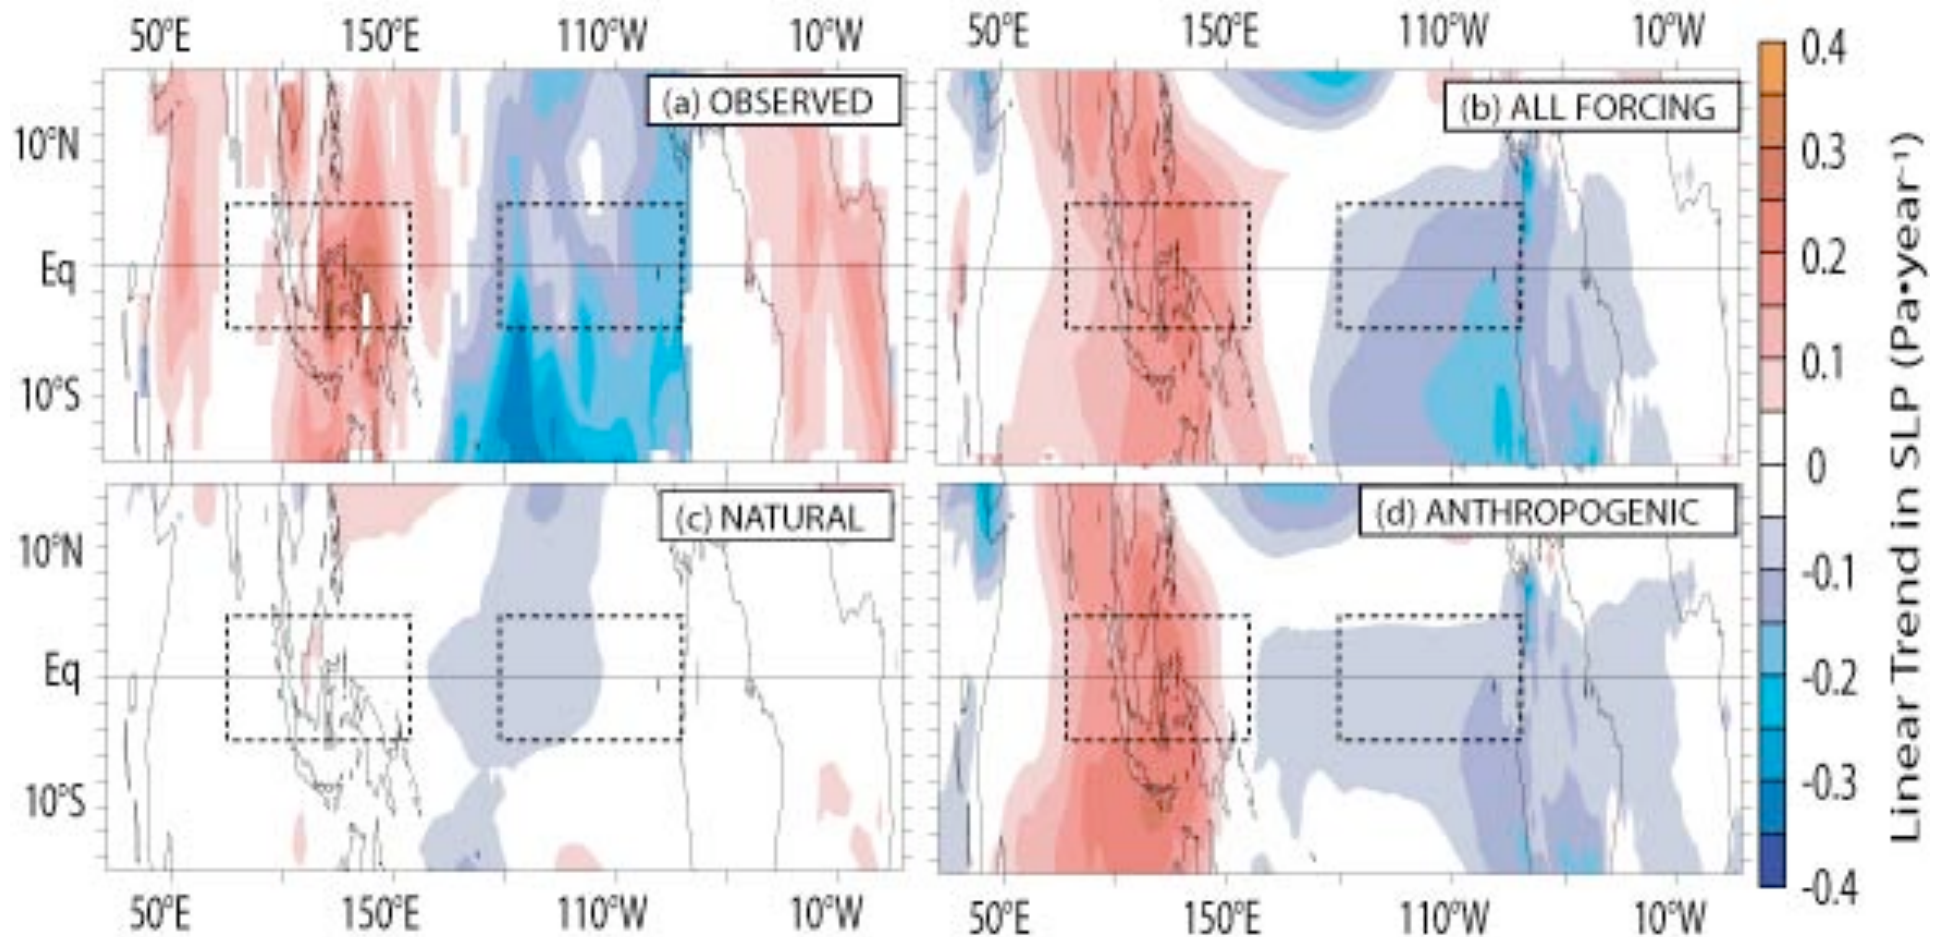 50°E 150°E 110°W 10°W 50°E 150°E 110°W 10°W
(a) OBSERVED
(b) ALL FORCING
10°N
Eq
10°S
(c) NATURAL
(d) ANTHROPOGENIC
10°N
Eq
10°S
50°E 150°E 110°W 10°W 50°E 150°E 110°W 10°W
0.4
0.3
0.2
0.1
0
-0.1
-0.2
-0.3
-0.4
Linear Trend in SLP (Pa•year⁻¹)